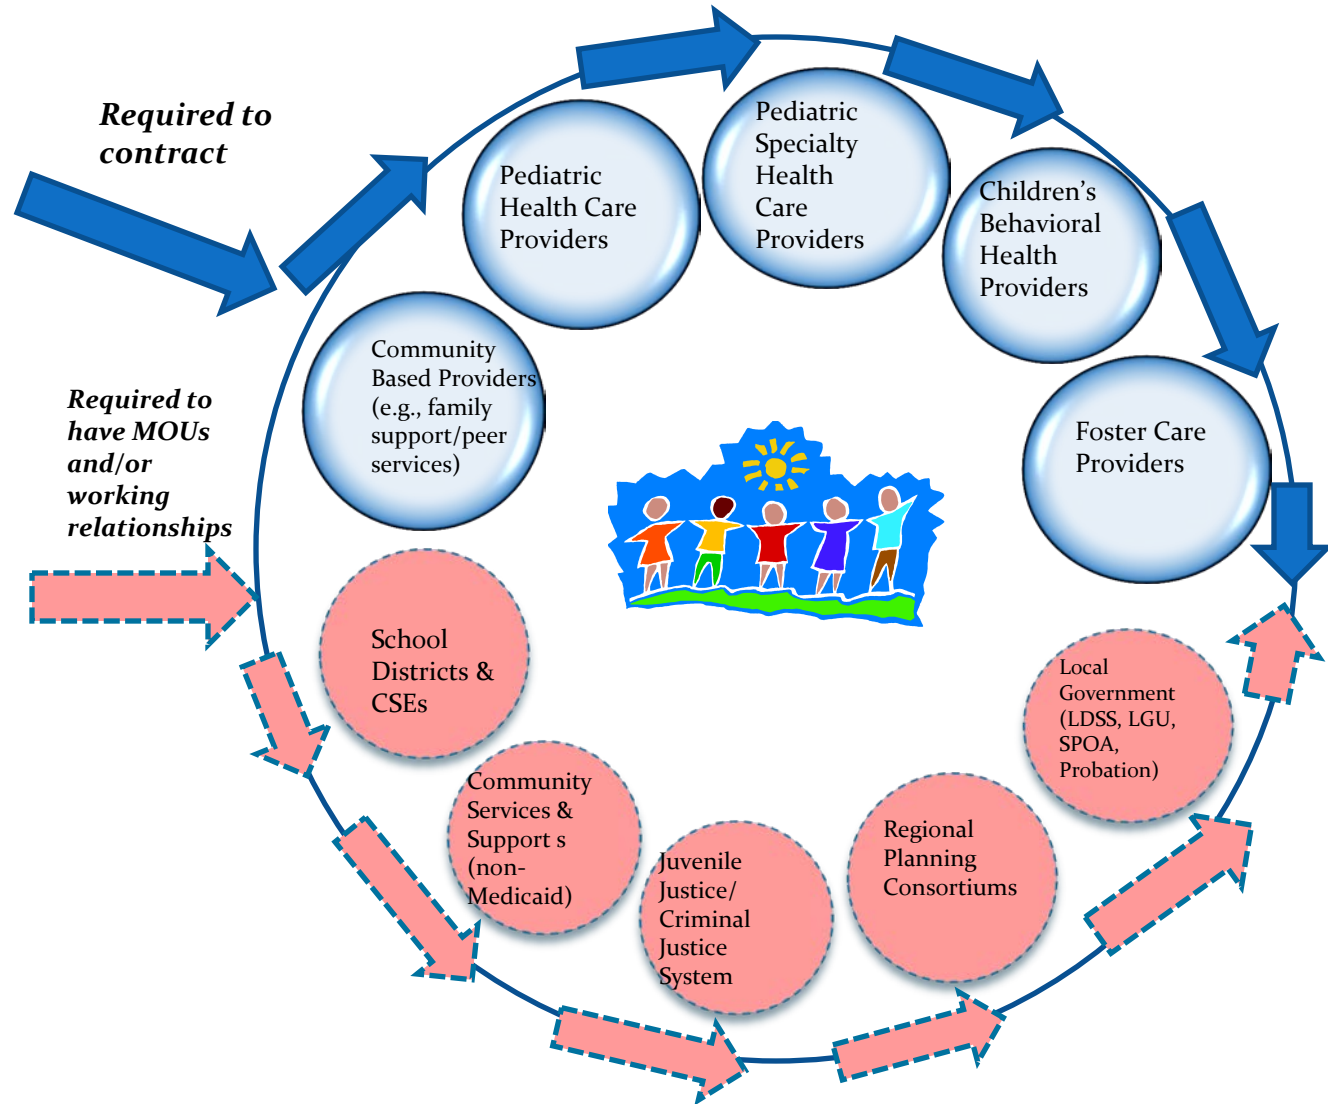 Required to
contract
Pediatric
Health Care
Providers
Pediatric
Specialty
Health
Care
Providers
Children's
Behavioral
Health
Providers
Community
Based Providers
(e.g., family
support/peer
services)
Foster Care
Providers
Required to
have MOUs
and/or
working
relationships
School
Districts &
CSEs
Community
Services &
Support s
(non-
Medicaid)
Juvenile
Justice/
Criminal
Justice
System
Regional
Planning
Consortiums
Local
Government
(LDSS, LGU,
SPOA,
Probation)